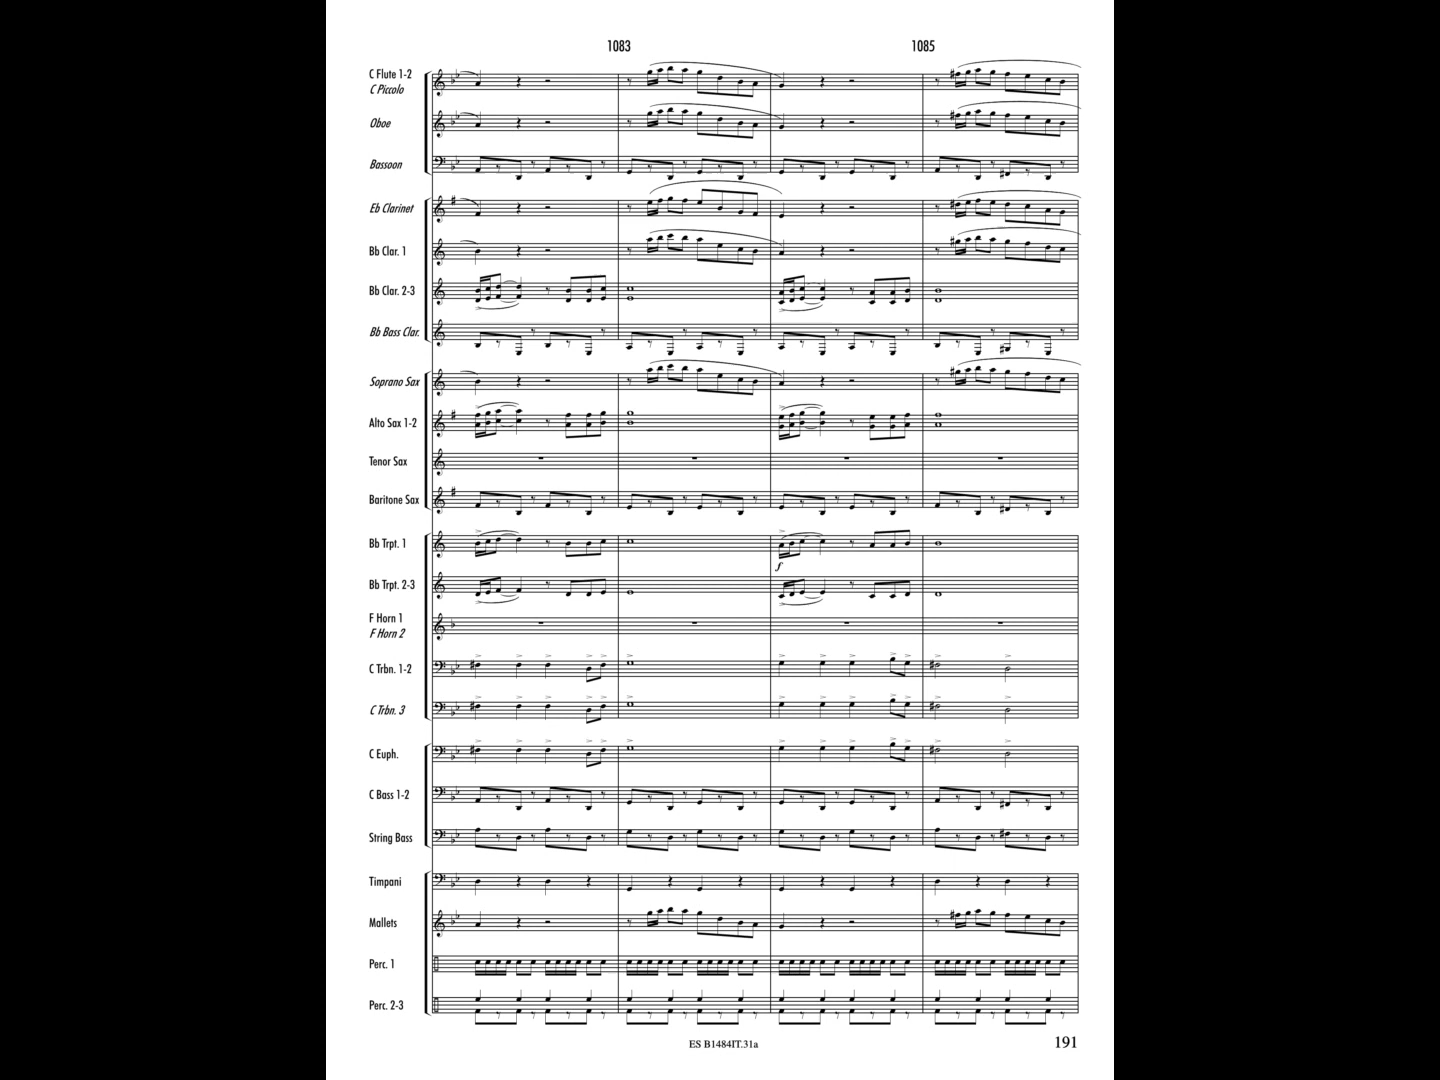 1083 1085
C Flute 1-2
C Piccolo
Oboe
Bassoon
Eb Clarinet
Bb Clar. 1
Bb Clar. 2-3
Bb Bass Clar.
Soprano Sax
Alto Sax 1-2
Tenor Sax
Baritone Sax
Bb Trpt. 1
f
Bb Trpt. 2-3
F Horn 1
F Horn 2
C Trbn. 1-2
C Trbn. 3
C Euph.
C Bass 1-2
String Bass
Timpani
Mallets
Perc. 1
Perc. 2-3
ES B1484IT.31a
191